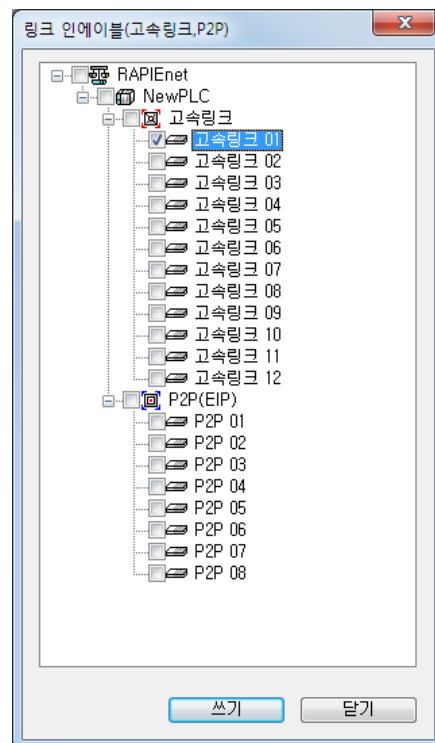 링크 인에이블(고속링크,P2P)
RAPIEnet
NewPLC
고속링크
고속링크 01
고속링크 02
고속링크 03
고속링크 04
고속링크 05
고속링크 06
고속링크 07
고속링크 08
고속링크 09
고속링크 10
고속링크 11
고속링크 12
P2P(EIP)
P2P 01
P2P 02
P2P 03
P2P 04
P2P 05
P2P 06
P2P 07
P2P 08
쓰기 닫기